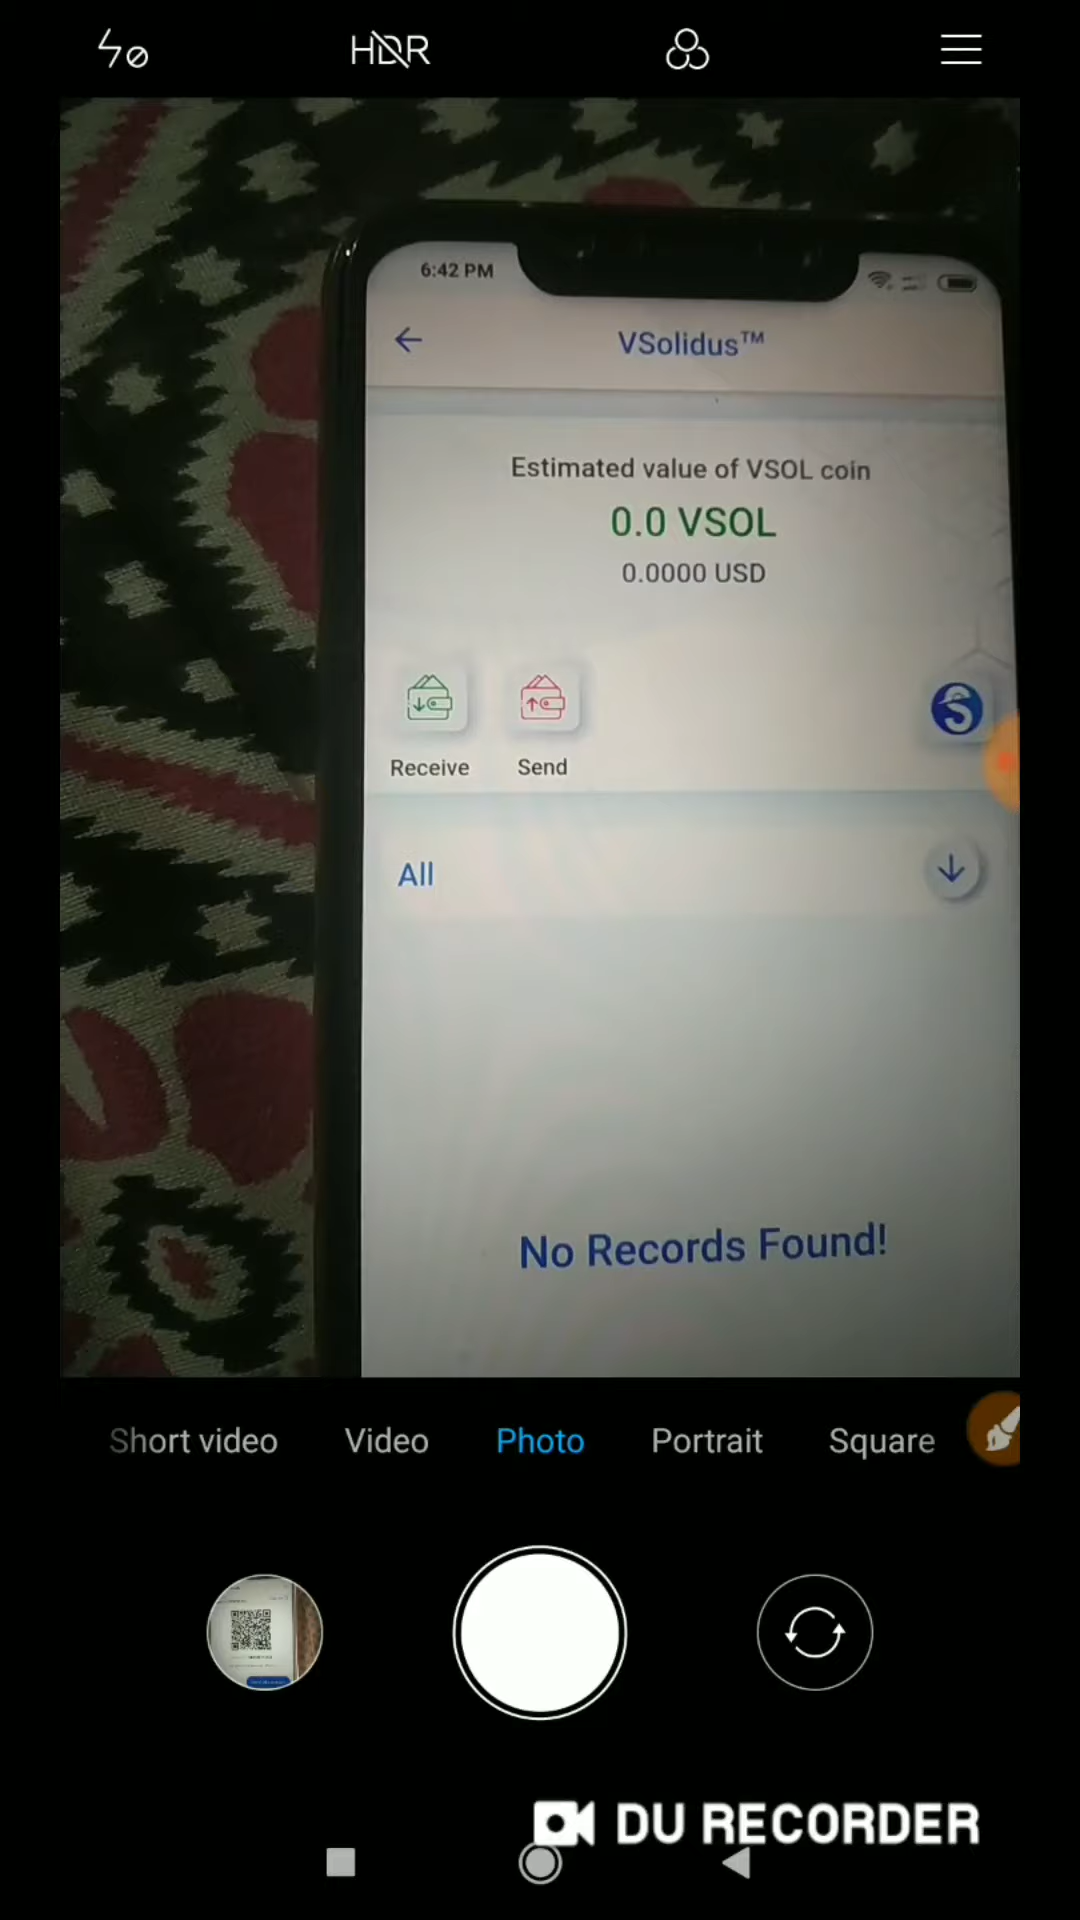 HDR
6:42 PM
VSolidus™
Estimated value of VSOL coin
0.0 VSOL
0.0000 USD
Receive
Send
All
No Records Found!
Short video
Video
Photo
Portrait
Square
DU RECORDER